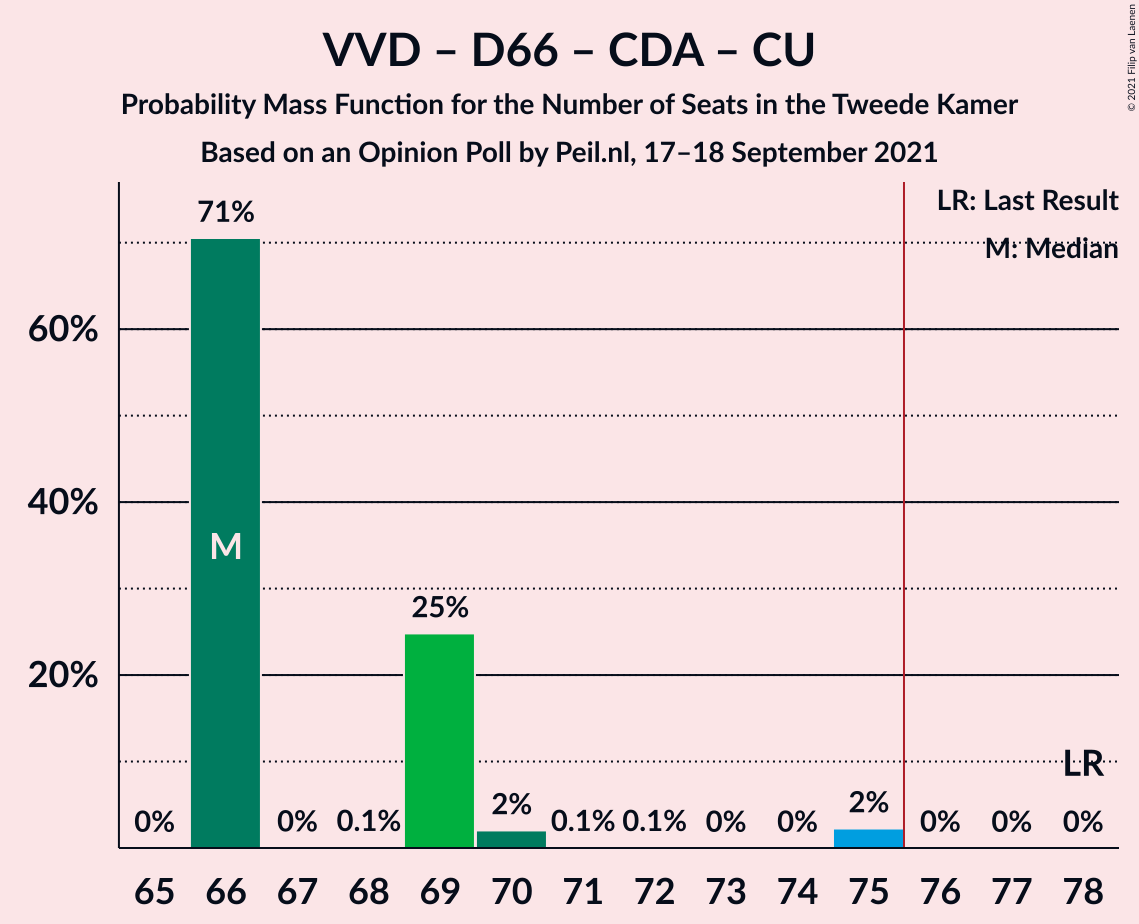 VVD – D66 – CDA – CU
Probability Mass Function for the Number of Seats in the Tweede Kamer
Based on an Opinion Poll by Peil.nl, 17–18 September 2021
© 2021 Filip van Laenen
LR: Last Result
M: Median
71%
60%
40%
20%
M
25%
LR
0%
0%
0.1%
2%
0.1%
0.1%
0%
0%
2%
0%
0%
0%
65 66 67 68 69 70 71 72 73 74 75 76 77 78